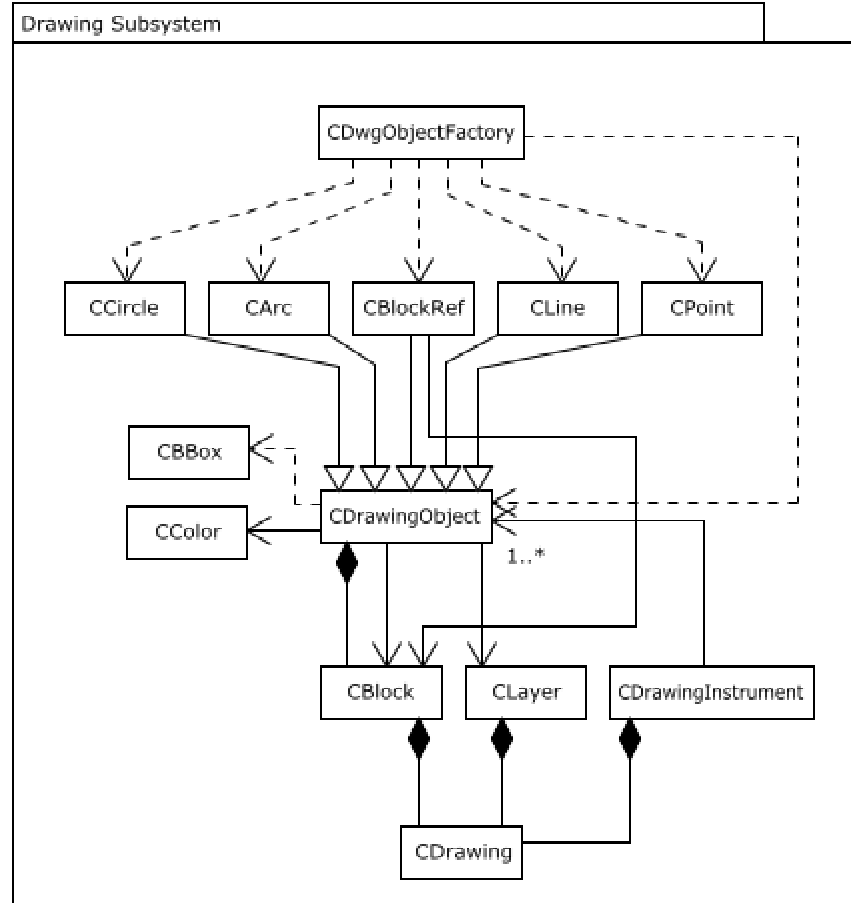 Drawing Subsystem
CDwgObjectFactory
CCircle
CArc
CBlockRef
CLine
CPoint
CBBox
CColor
CDrawingObject
1..*
CBlock
CLayer
CDrawingInstrument
CDrawing